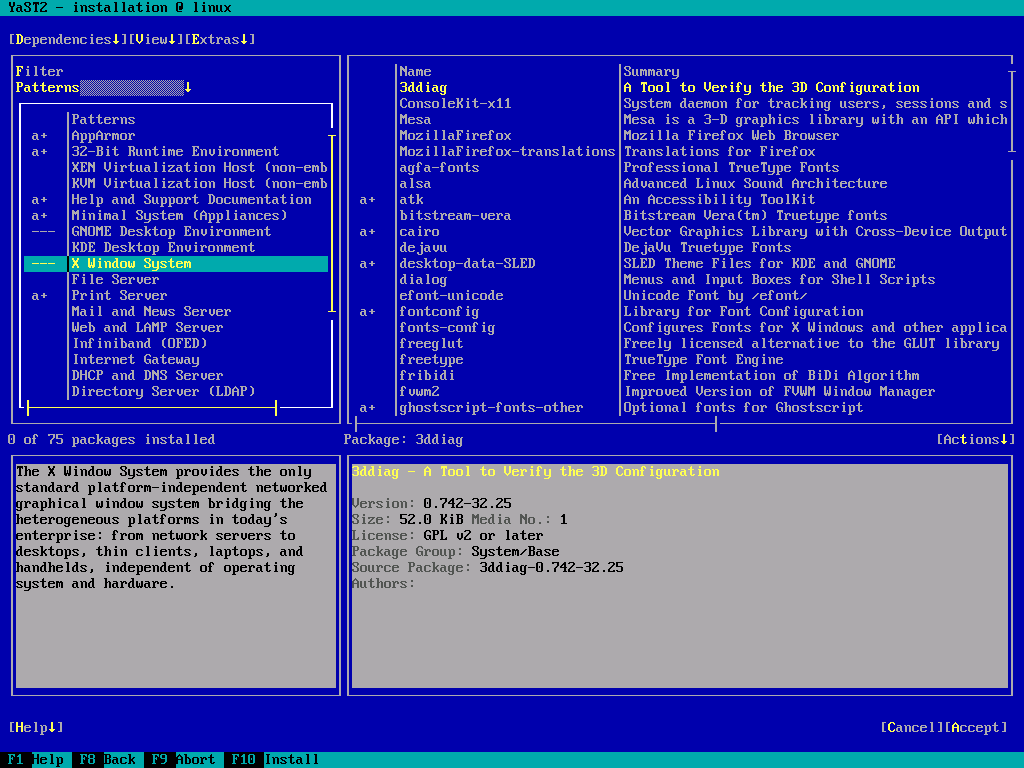 YaST2 - installation @ linux
[Dependencies↓][View↓][Extras↓]
Filter
Patterns ↓
Patterns
a+ AppArmor
a+ 32-Bit Runtime Environment
XEN Virtualization Host (non-emb
KVM Virtualization Host (non-emb
a+ Help and Support Documentation
a+ Minimal System (Appliances)
--- GNOME Desktop Environment
KDE Desktop Environment
--- X Window System
File Server
a+ Print Server
Mail and News Server
Web and LAMP Server
Infiniband (OFED)
Internet Gateway
DHCP and DNS Server
Directory Server (LDAP)
Name Summary
3ddiag A Tool to Verify the 3D Configuration
ConsoleKit-x11 System daemon for tracking users, sessions and s
Mesa Mesa is a 3-D graphics library with an API which
MozillaFirefox Mozilla Firefox Web Browser
MozillaFirefox-translations Translations for Firefox
agfa-fonts Professional TrueType Fonts
alsa Advanced Linux Sound Architecture
a+ atk An Accessibility ToolKit
bitstream-vera Bitstream Vera(tm) Truetype fonts
a+ cairo Vector Graphics Library with Cross-Device Output
dejavu DejaVu Truetype Fonts
a+ desktop-data-SLED SLED Theme Files for KDE and GNOME
dialog Menus and Input Boxes for Shell Scripts
efont-unicode Unicode Font by /efont/
a+ fontconfig Library for Font Configuration
fonts-config Configures Fonts for X Windows and other applica
freeglut Freely licensed alternative to the GLUT library
freetype TrueType Font Engine
fribidi Free Implementation of BiDi Algorithm
fvwm2 Improved Version of FVWM Window Manager
a+ ghostscript-fonts-other Optional fonts for Ghostscript
0 of 75 packages installed
Package: 3ddiag
[Actions↓]
The X Window System provides the only
standard platform-independent networked
graphical window system bridging the
heterogeneous platforms in today's
enterprise: from network servers to
desktops, thin clients, laptops, and
handhelds, independent of operating
system and hardware.
3ddiag - A Tool to Verify the 3D Configuration
Version: 0.742-32.25
Size: 52.0 KiB Media No.: 1
License: GPL v2 or later
Package Group: System/Base
Source Package: 3ddiag-0.742-32.25
Authors:
[Help↓]
[Cancel][Accept]
F1 Help F8 Back F9 Abort F10 Install